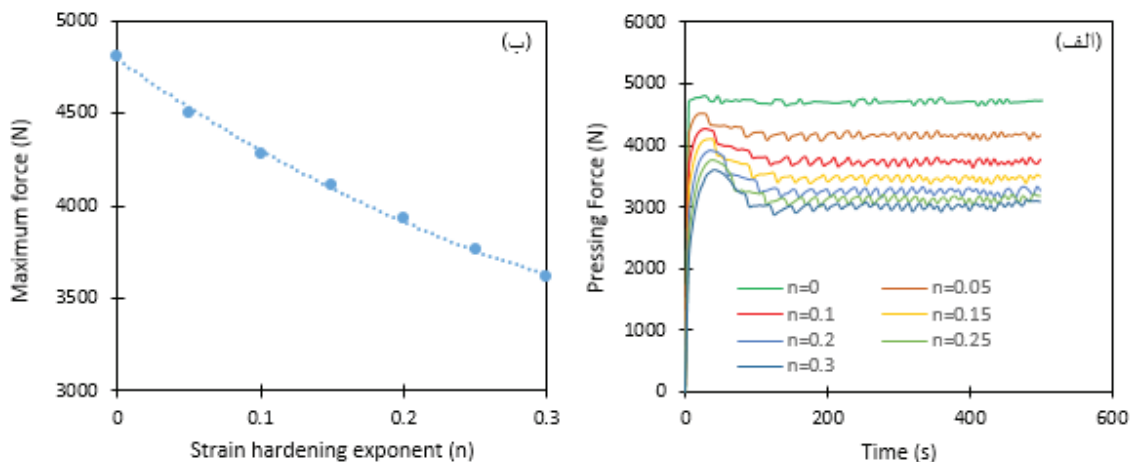 (ب)
Maximum force (N)
5000
4500
4000
3500
3000
0
0.1
0.2
0.3
Strain hardening exponent (n)
(الف)
Pressing Force (N)
6000
5000
4000
3000
2000
1000
0
n=0
n=0.05
n=0.1
n=0.15
n=0.2
n=0.25
n=0.3
0
200
400
600
Time (s)